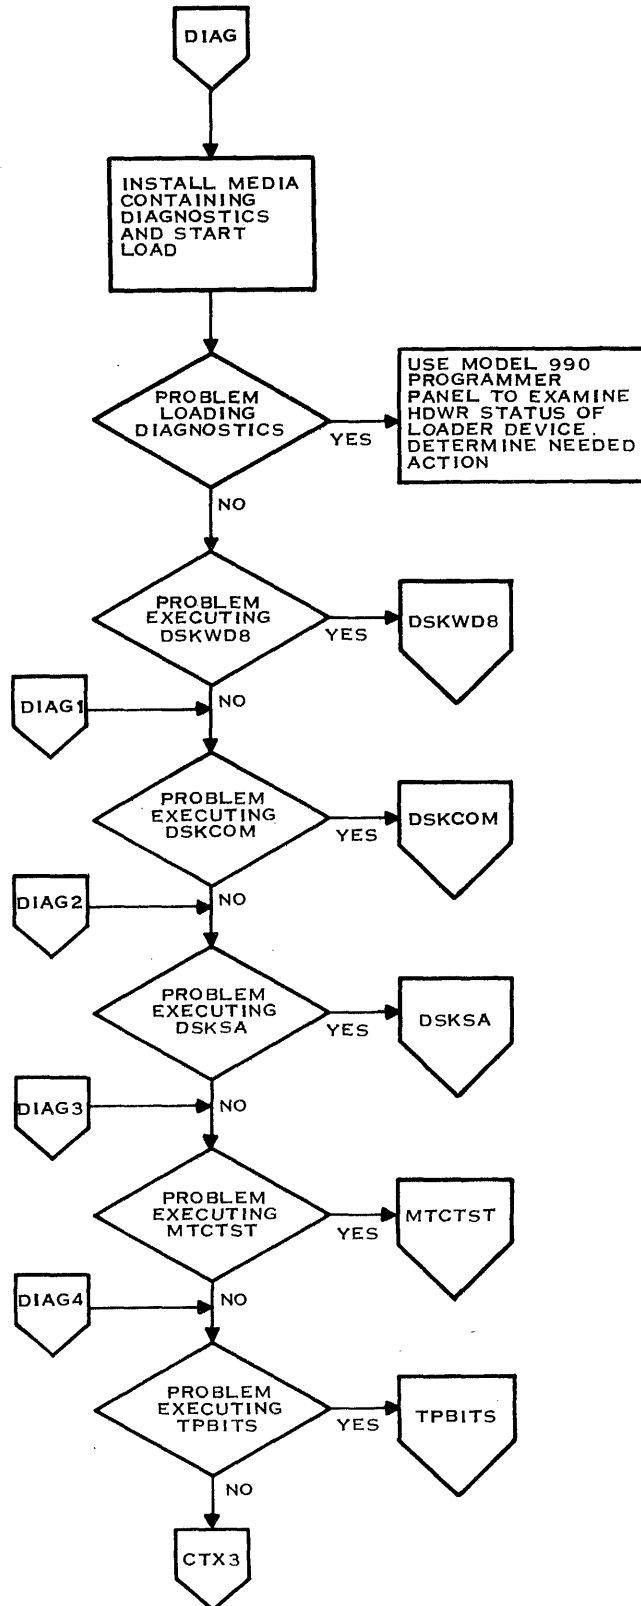 DIAG
INSTALL MEDIA
CONTAINING
DIAGNOSTICS
AND START
LOAD
PROBLEM
LOADING
DIAGNOSTICS
YES
USE MODEL 990
PROGRAMMER
PANEL TO EXAMINE
HDWR STATUS OF
LOADER DEVICE.
DETERMINE NEEDED
ACTION
NO
PROBLEM
EXECUTING
DSKWD8
YES
DSKWD8
NO
DIAG1
PROBLEM
EXECUTING
DSKCOM
YES
DSKCOM
NO
DIAG2
PROBLEM
EXECUTING
DSKSA
YES
DSKSA
NO
DIAG3
PROBLEM
EXECUTING
MTCTST
YES
MTCTST
NO
DIAG4
PROBLEM
EXECUTING
TPBITS
YES
TPBITS
NO
CTX3